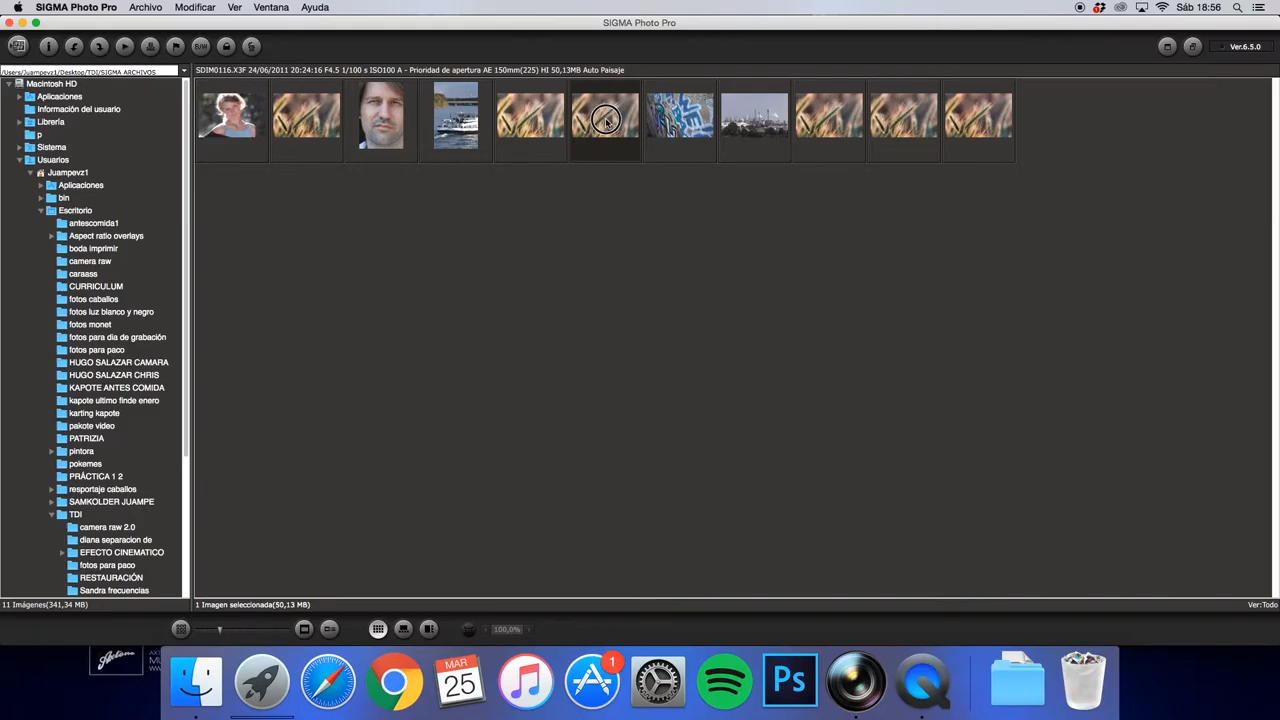 SIGMA Photo Pro Archivo Modificar Ver Ventana Ayuda Sáb 18:56
SIGMA Photo Pro
Ver.6.5.0
/Users/Juampevz1/Desktop/TDI/SIGMA ARCHIVOS
SDIM0116.X3F 24/06/2011 20:24:16 F4.5 1/100 s ISO100 A - Prioridad de apertura AE 150mm(225) HI 50,13MB Auto Paisaje
Macintosh HD
Aplicaciones
Información del usuario
Librería
p
Sistema
Usuarios
Juampevz1
Aplicaciones
bin
Escritorio
antescomida1
Aspect ratio overlays
boda imprimir
camera raw
caraass
CURRICULUM
fotos caballos
fotos luz blanco y negro
fotos monet
fotos para dia de grabación
fotos para paco
HUGO SALAZAR CAMARA
HUGO SALAZAR CHRIS
KAPOTE ANTES COMIDA
kapote ultimo finde enero
karting kapote
pakote video
PATRIZIA
pintora
pokemes
PRÁCTICA 1 2
resportaje caballos
SAMKOLDER JUAMPE
TDI
camera raw 2.0
diana separacion de
EFECTO CINEMATICO
fotos para paco
RESTAURACIÓN
Sandra frecuencias
11 Imágenes(341,34 MB)
1 Imagen seleccionada(50,13 MB)
Ver:Todo
B/W
100,0%
MAR
25
1
Ps